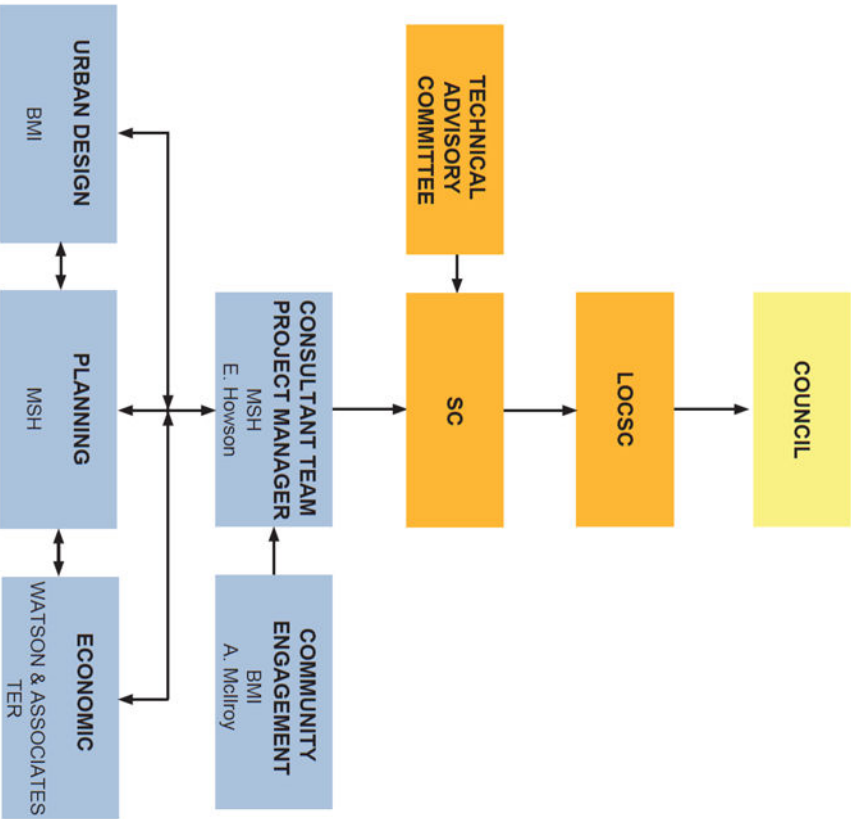 COUNCIL
LOCSC
TECHNICAL
ADVISORY
COMMITTEE
SC
CONSULTANT TEAM
PROJECT MANAGER
MSH
E. Howson
COMMUNITY
ENGAGEMENT
BMI
A. McIlroy
URBAN DESIGN
BMI
PLANNING
MSH
ECONOMIC
WATSON & ASSOCIATES
TER